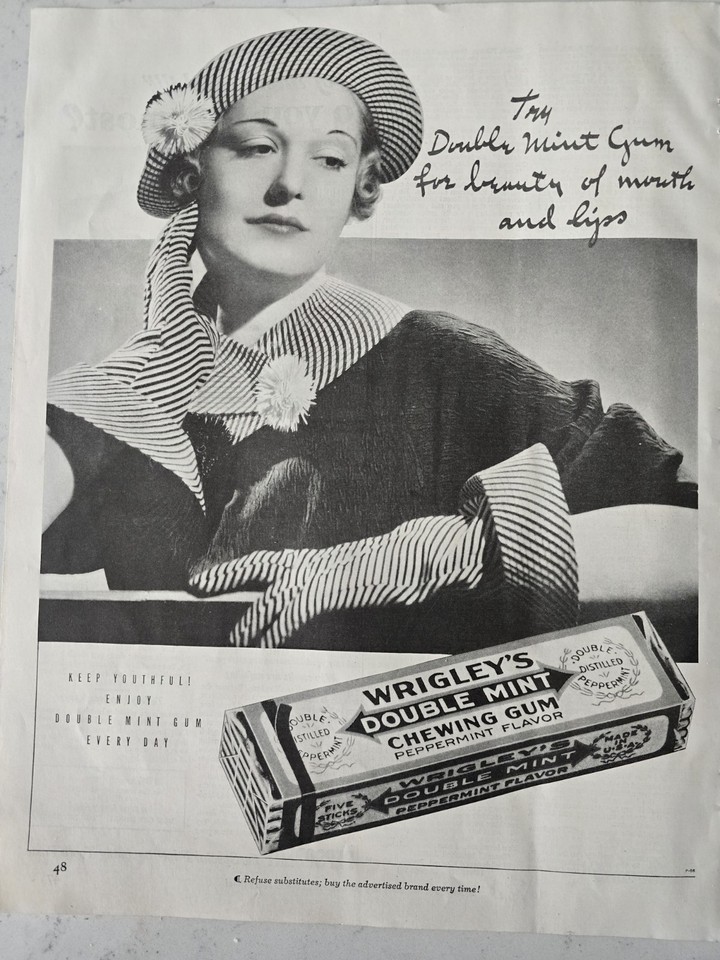 Try
Double Mint Gum
for beauty of mouth
and lips
KEEP YOUTHFUL!
ENJOY
DOUBLE MINT GUM
EVERY DAY
WRIGLEY'S
DOUBLE MINT
CHEWING GUM
PEPPERMINT FLAVOR
DOUBLE
DISTILLED
PEPPERMINT
DOUBLE
DISTILLED
PEPPERMINT
FIVE
STICKS
WRIGLEY'S
DOUBLE MINT
PEPPERMINT FLAVOR
MADE
IN
U.S.A.
48
Refuse substitutes; buy the advertised brand every time!